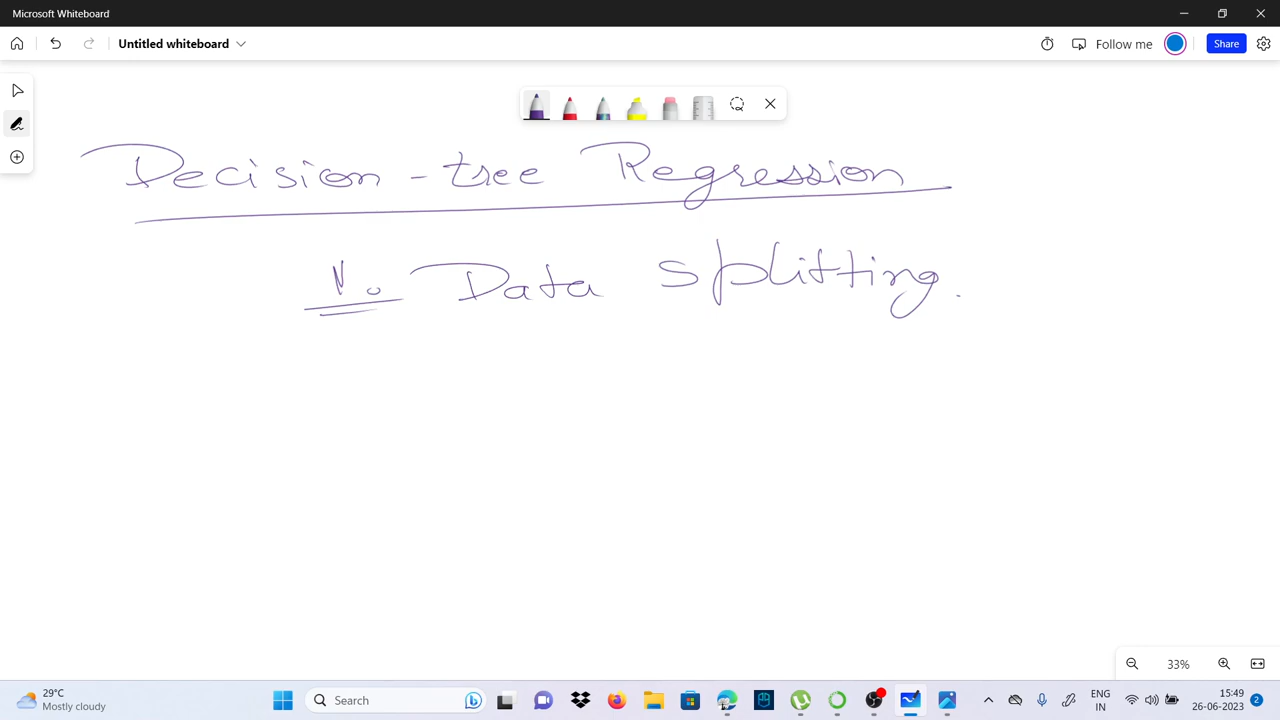 Microsoft Whiteboard
Untitled whiteboard
Follow me
Share
Decision-tree Regression
1. Data splitting.
33%
29°C
Mostly cloudy
Search
ENG
IN
15:49
26-06-2023
2